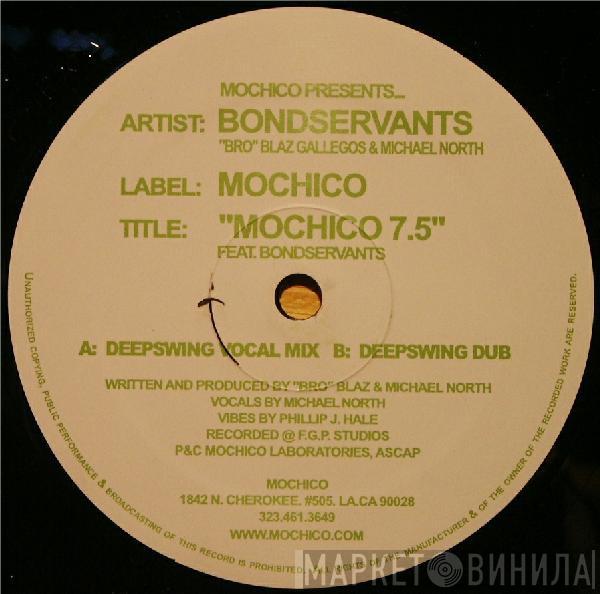 MOCHICO PRESENTS...
ARTIST: BONDSERVANTS
"BRO" BLAZ GALLEGOS & MICHAEL NORTH
LABEL: MOCHICO
TITLE: "MOCHICO 7.5"
FEAT. BONDSERVANTS
A: DEEPSWING VOCAL MIX B: DEEPSWING DUB
WRITTEN AND PRODUCED BY "BRO" BLAZ & MICHAEL NORTH
VOCALS BY MICHAEL NORTH
VIBES BY PHILLIP J. HALE
RECORDED @ F.G.P. STUDIOS
P&C MOCHICO LABORATORIES, ASCAP
MOCHICO
1842 N. CHEROKEE. #505. LA.CA 90028
323.461.3649
WWW.MOCHICO.COM
UNAUTHORIZED COPYING, PUBLIC PERFORMANCE & BROADCASTING OF THIS RECORD IS PROHIBITED. ALL RIGHTS OF THE MANUFACTURER & OF THE OWNER OF THE RECORDED WORK ARE RESERVED.
МАРКЕТ ВИНИЛА